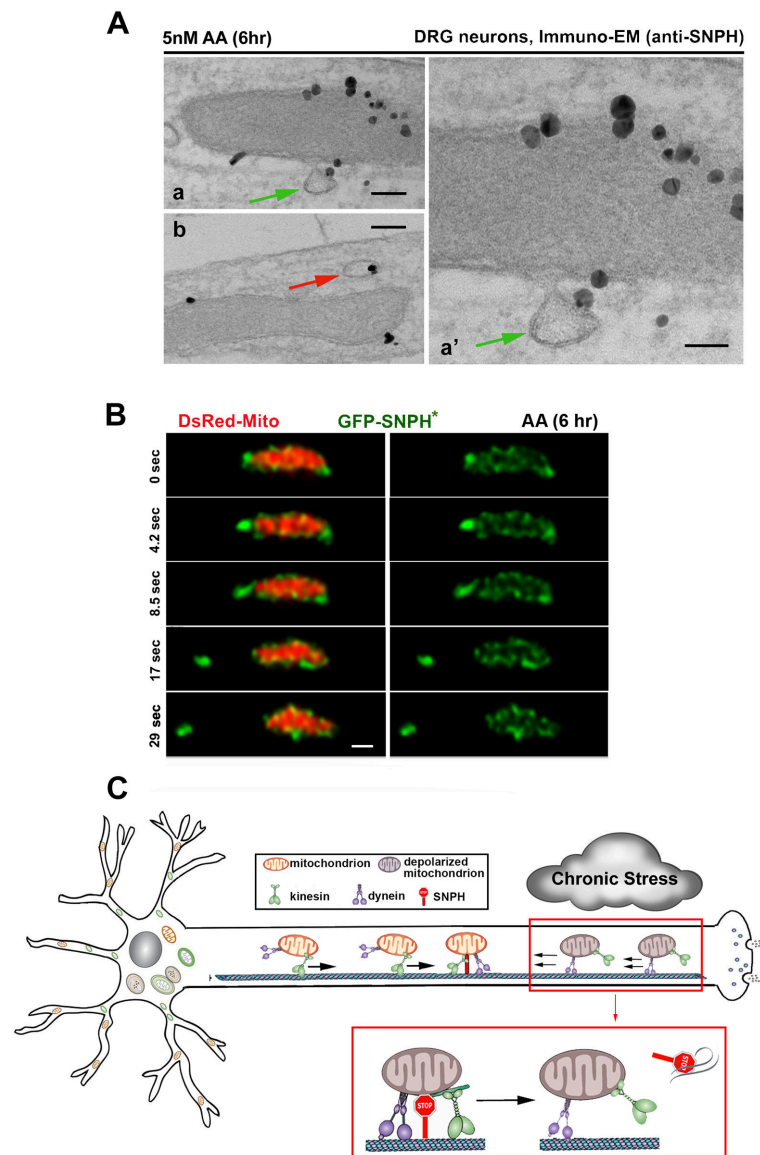 A
5nM AA (6hr) DRG neurons, Immuno-EM (anti-SNPH)
a
b
a'
B
DsRed-Mito GFP-SNPH* AA (6 hr)
0 sec
4.2 sec
8.5 sec
17 sec
29 sec
C
mitochondrion depolarized
mitochondrion
kinesin dynein STOP SNPH
Chronic Stress
STOP
STOP